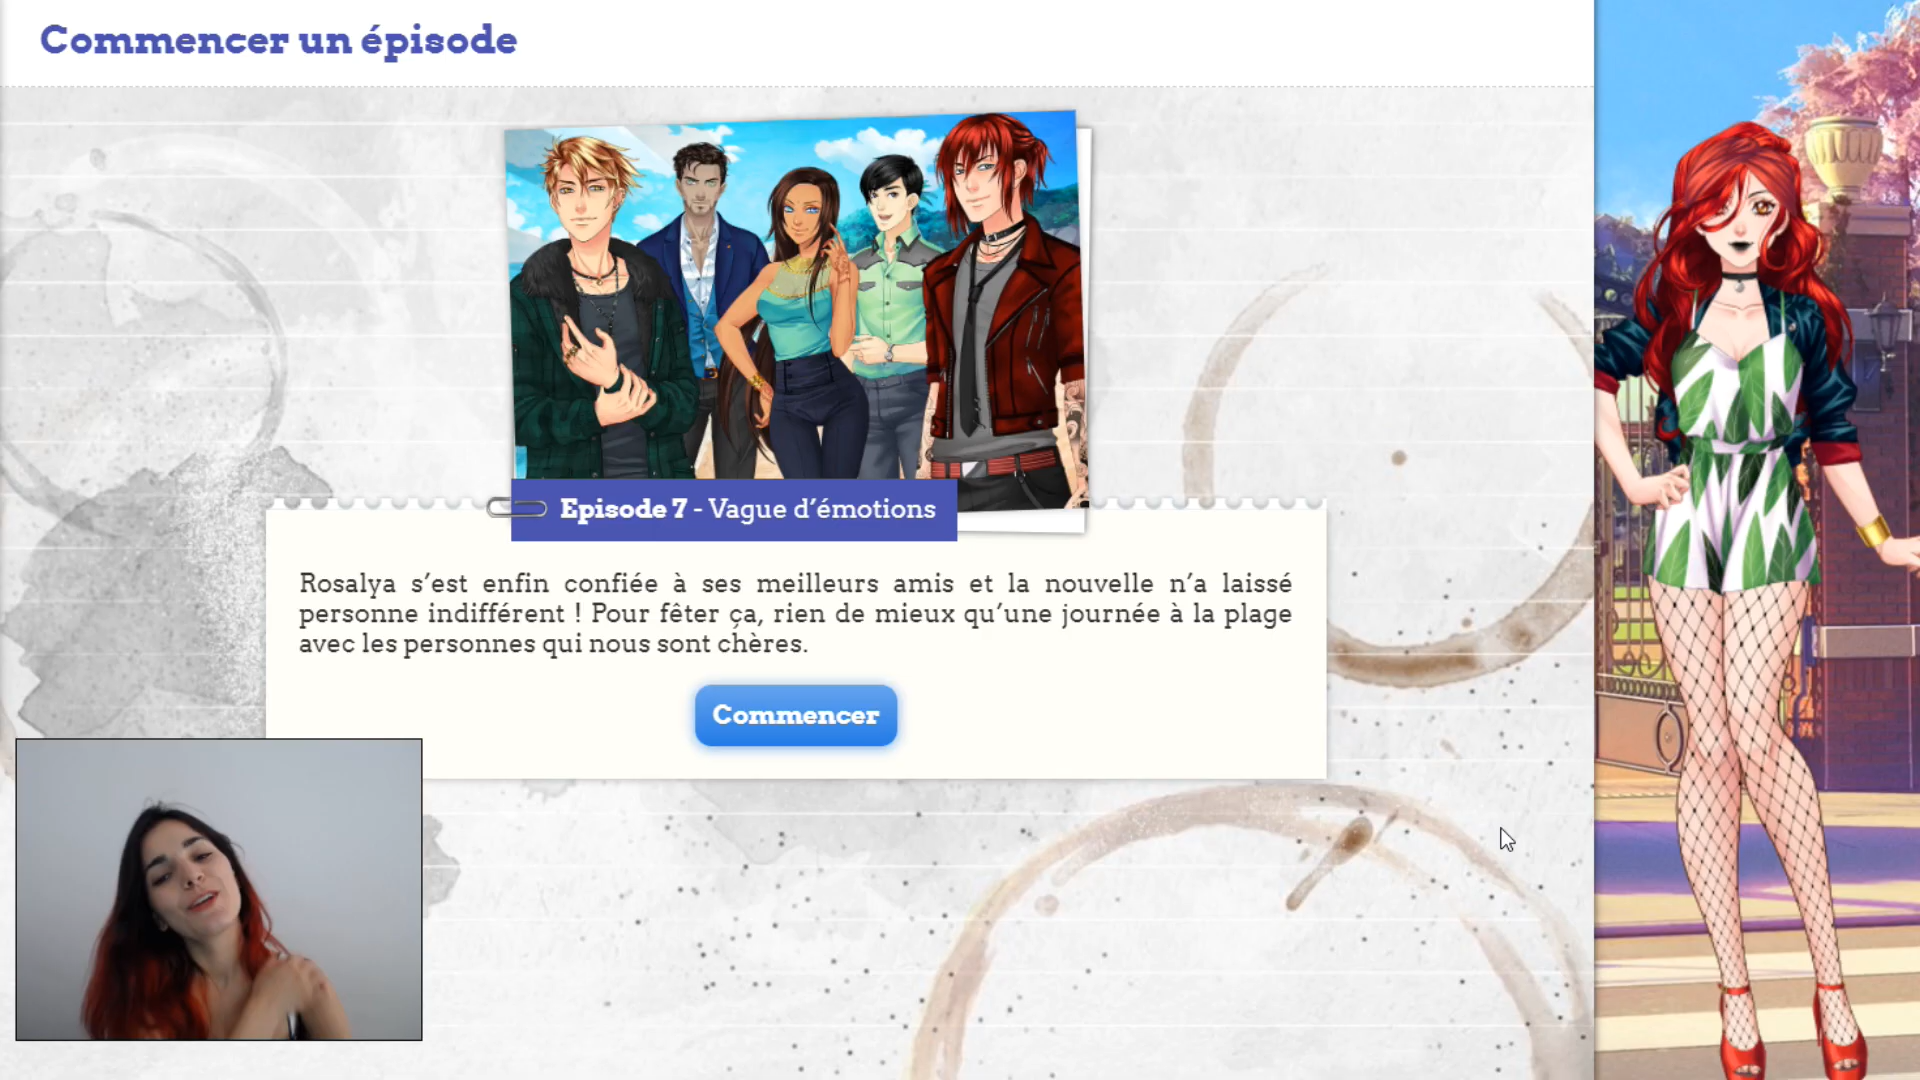 Commencer un épisode
Episode 7 - Vague d’émotions
Rosalya s’est enfin confiée à ses meilleurs amis et la nouvelle n’a laissé
personne indifférent ! Pour fêter ça, rien de mieux qu’une journée à la plage
avec les personnes qui nous sont chères.
Commencer